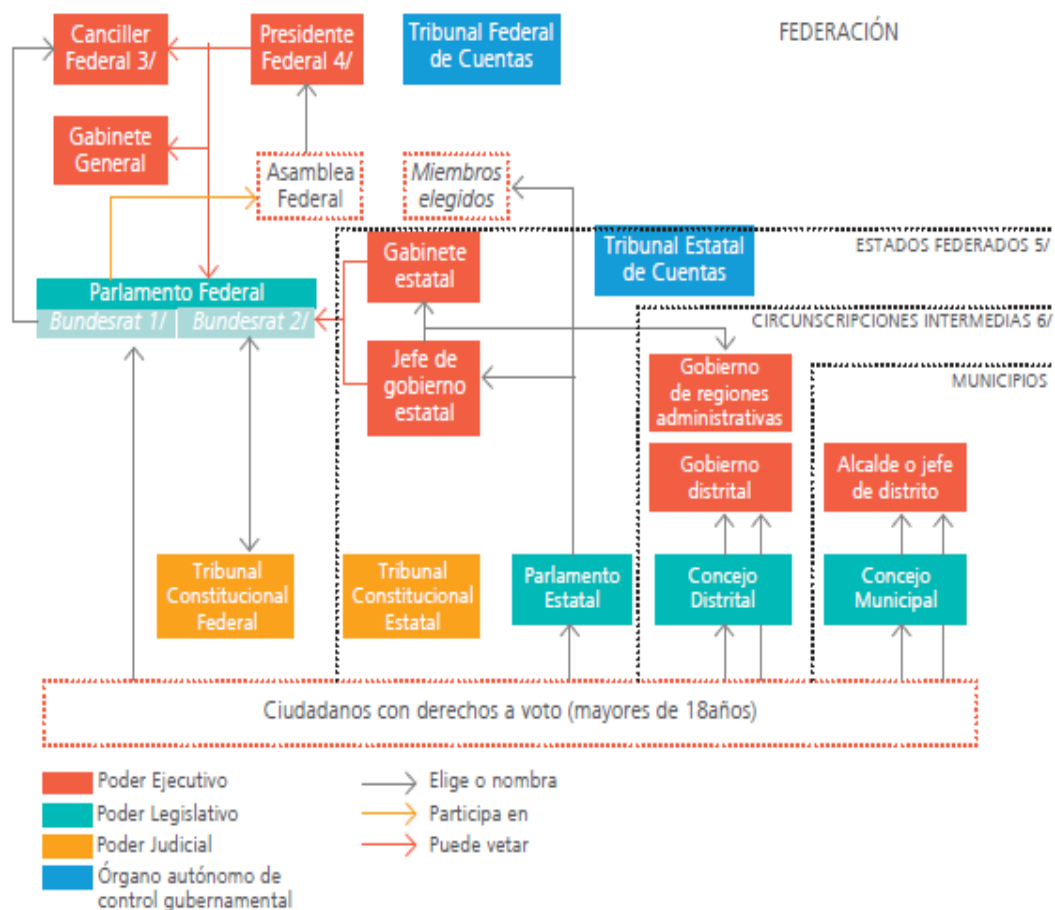 Canciller
Federal 3/
Presidente
Federal 4/
Tribunal Federal
de Cuentas
FEDERACIÓN
Gabinete
General
Asamblea
Federal
Miembros
elegidos
Gabinete
estatal
Tribunal Estatal
de Cuentas
ESTADOS FEDERADOS 5/
Parlamento Federal
Bundesrat 1/
Bundesrat 2/
CIRCUNSCRIPCIONES INTERMEDIAS 6/
Jefe de
gobierno
estatal
Gobierno
de regiones
administrativas
MUNICIPIOS
Gobierno
distrital
Alcalde o jefe
de distrito
Tribunal
Constitucional
Federal
Tribunal
Constitucional
Estatal
Parlamento
Estatal
Concejo
Distrital
Concejo
Municipal
Ciudadanos con derechos a voto (mayores de 18años)
Poder Ejecutivo
Poder Legislativo
Poder Judicial
Órgano autónomo de
control gubernamental
Elige o nombra
Participa en
Puede vetar